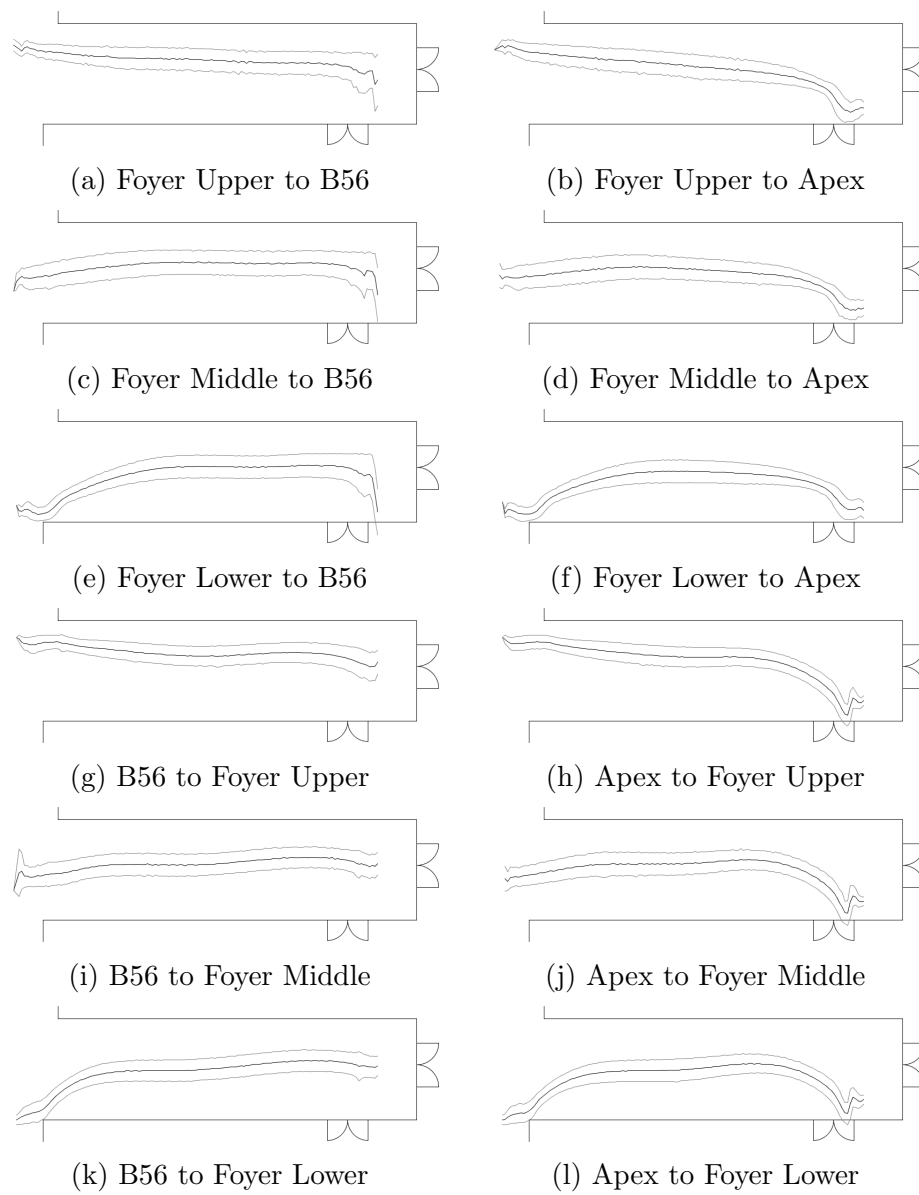 (a) Foyer Upper to B56
(b) Foyer Upper to Apex
(c) Foyer Middle to B56
(d) Foyer Middle to Apex
(e) Foyer Lower to B56
(f) Foyer Lower to Apex
(g) B56 to Foyer Upper
(h) Apex to Foyer Upper
(i) B56 to Foyer Middle
(j) Apex to Foyer Middle
(k) B56 to Foyer Lower
(l) Apex to Foyer Lower